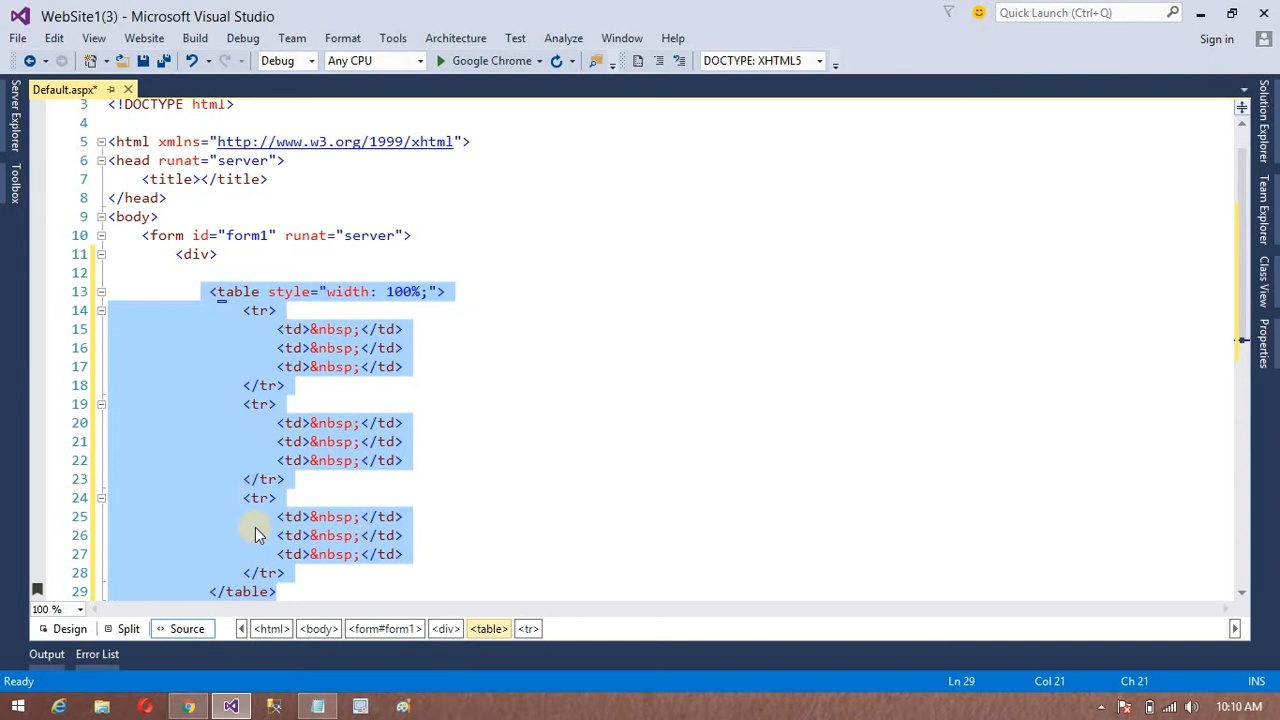 WebSite1(3) - Microsoft Visual Studio
Quick Launch (Ctrl+Q)
File Edit View Website Build Debug Team Format Tools Architecture Test Analyze Window Help
Sign in
Debug Any CPU Google Chrome DOCTYPE: XHTML5
Default.aspx*
Server Explorer
Toolbox
Solution Explorer
Team Explorer
Class View
Properties
3 <!DOCTYPE html>
4
5 <html xmlns="http://www.w3.org/1999/xhtml">
6 <head runat="server">
7 <title></title>
8 </head>
9 <body>
10 <form id="form1" runat="server">
11 <div>
12
13 <table style="width: 100%;">
14 <tr>
15 <td>&nbsp;</td>
16 <td>&nbsp;</td>
17 <td>&nbsp;</td>
18 </tr>
19 <tr>
20 <td>&nbsp;</td>
21 <td>&nbsp;</td>
22 <td>&nbsp;</td>
23 </tr>
24 <tr>
25 <td>&nbsp;</td>
26 <td>&nbsp;</td>
27 <td>&nbsp;</td>
28 </tr>
29 </table>
100 %
Design Split Source <html> <body> <form#form1> <div> <table> <tr>
Output Error List
Ready Ln 29 Col 21 Ch 21 INS
10:10 AM